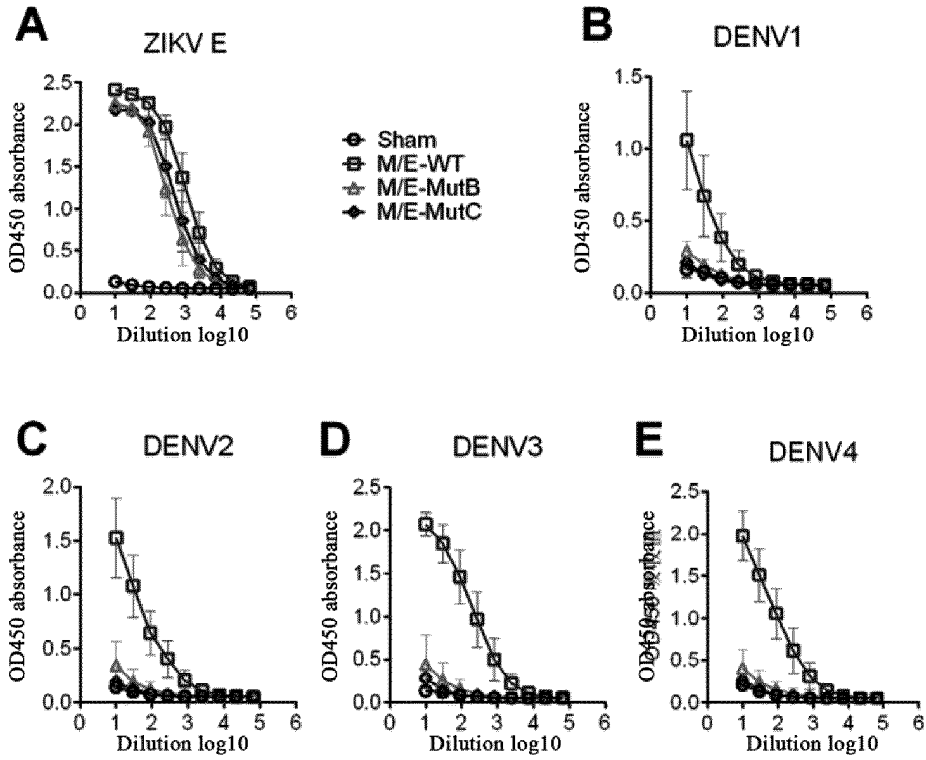 A
ZIKV E
OD450 absorbance
2.5
2.0
1.5
1.0
0.5
0.0
0 1 2 3 4 5 6
Dilution log10
Sham
M/E-WT
M/E-MutB
M/E-MutC
B
DENV1
OD450 absorbance
1.5
1.0
0.5
0.0
0 1 2 3 4 5 6
Dilution log10
C
DENV2
OD450 absorbance
2.0
1.5
1.0
0.5
0.0
0 1 2 3 4 5 6
Dilution log10
D
DENV3
OD450 absorbance
2.5
2.0
1.5
1.0
0.5
0.0
0 1 2 3 4 5 6
Dilution log10
E
DENV4
OD450 absorbance
2.5
2.0
1.5
1.0
0.5
0.0
0 1 2 3 4 5 6
Dilution log10